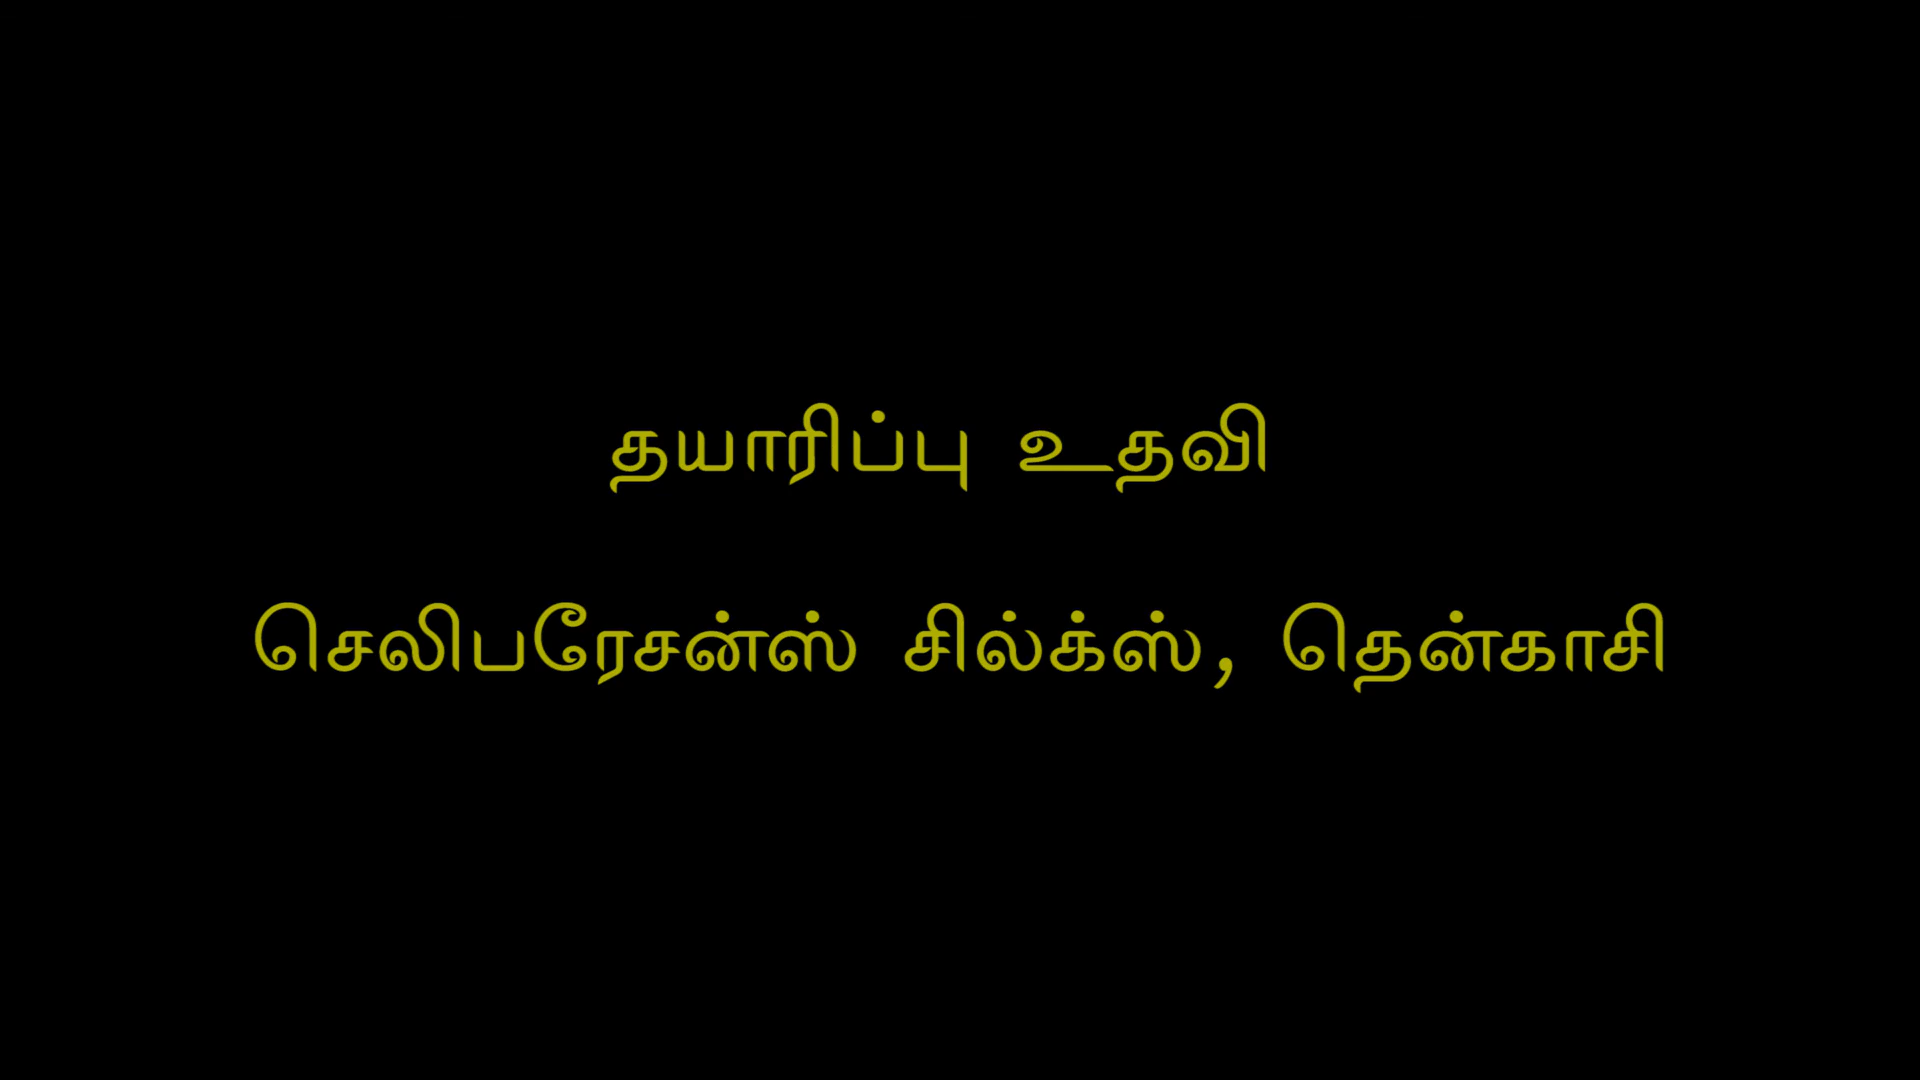 தயாரிப்பு உதவி
செலிபரேசன்ஸ் சில்க்ஸ், தென்காசி